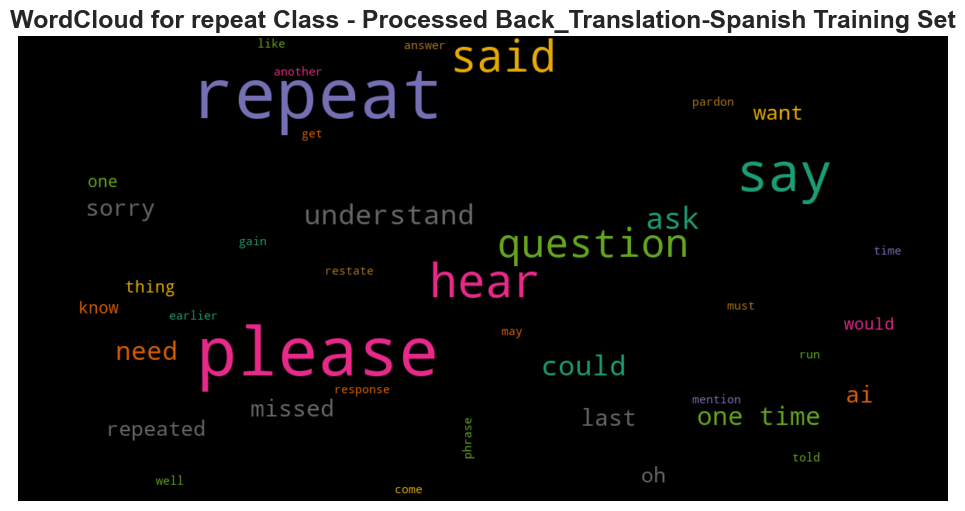 WordCloud for repeat Class - Processed Back_Translation-Spanish Training Set
like
answer
said
another
repeat
pardon
want
get
say
one
sorry
understand
ask
question
gain
time
hear
restate
thing
know
earlier
must
would
may
need
please
could
run
response
ai
mention
missed
last
one time
repeated
phrase
told
oh
well
come